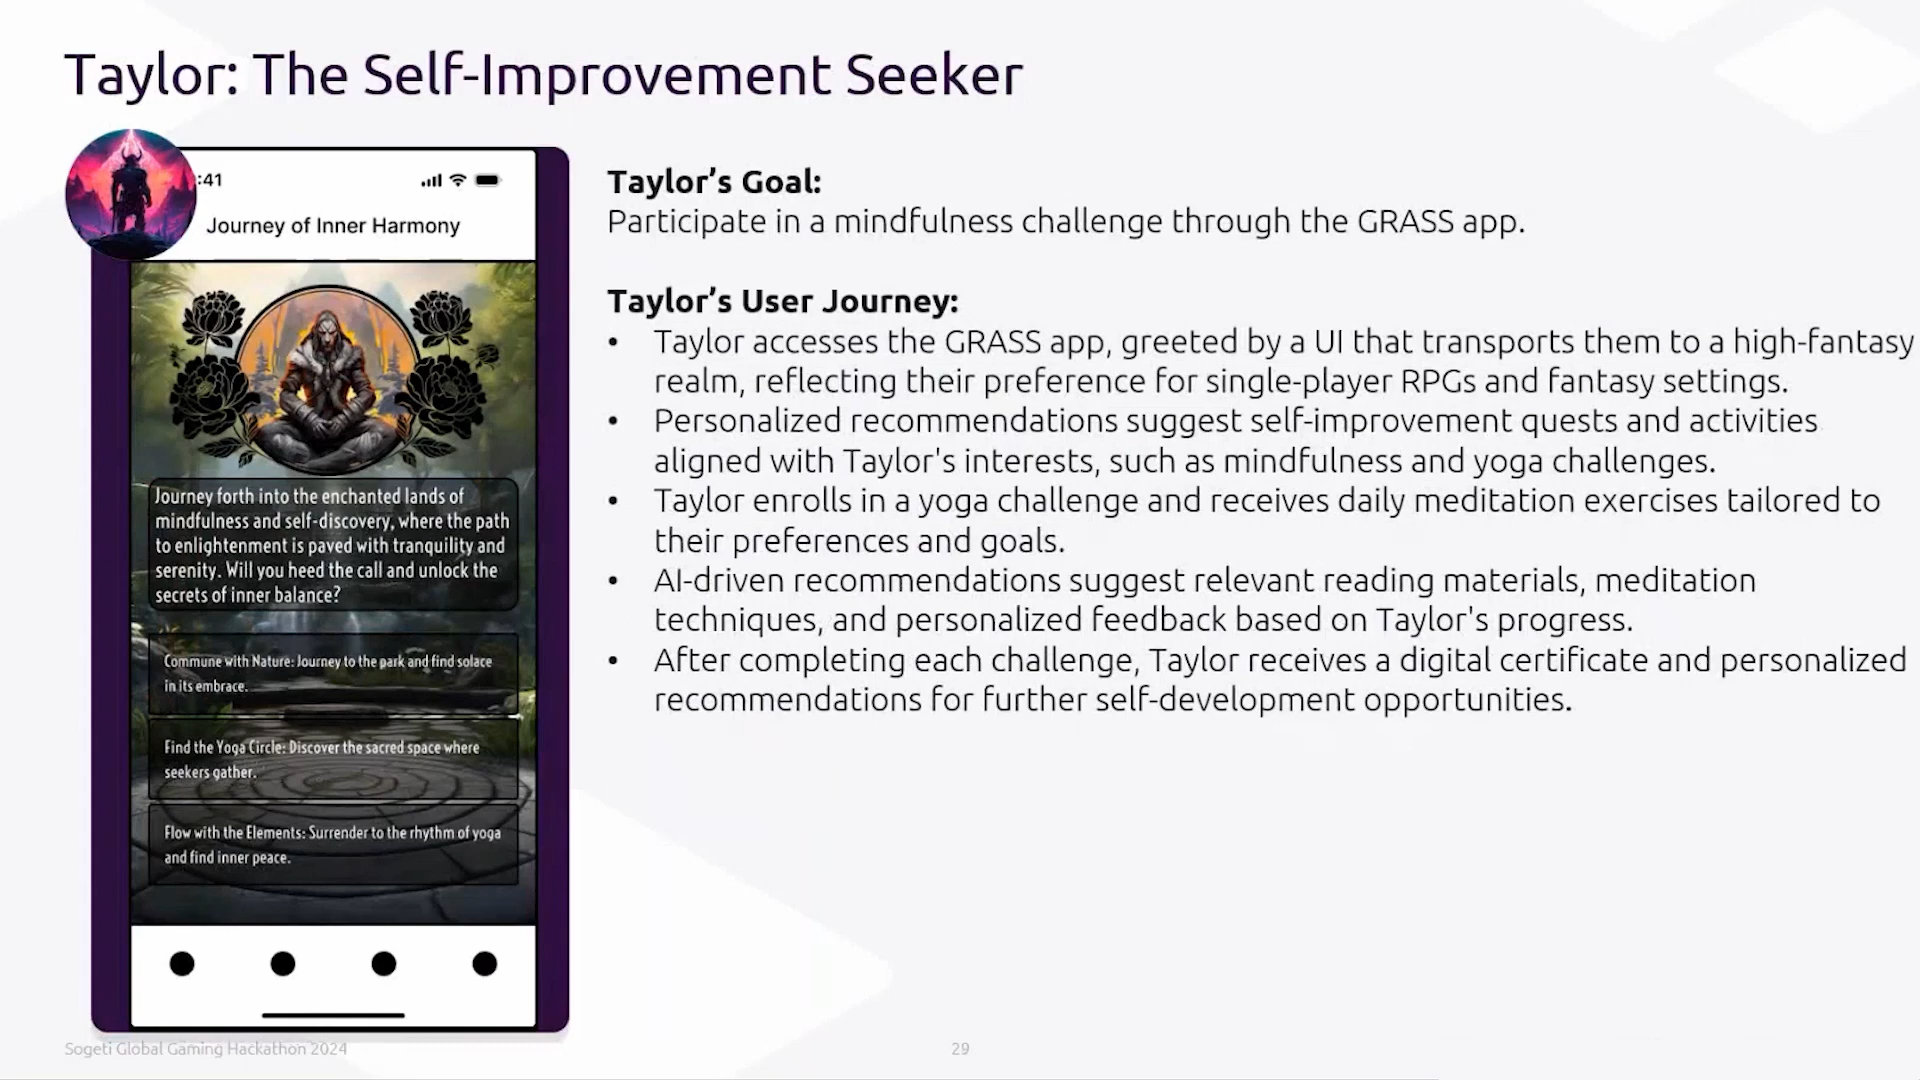 Taylor: The Self-Improvement Seeker
:41
Journey of Inner Harmony
Journey forth into the enchanted lands of
mindfulness and self-discovery, where the path
to enlightenment is paved with tranquility and
serenity. Will you heed the call and unlock the
secrets of inner balance?
Commune with Nature: Journey to the park and find solace
in its embrace.
Find the Yoga Circle: Discover the sacred space where
seekers gather.
Flow with the Elements: Surrender to the rhythm of yoga
and find inner peace.
Taylor’s Goal:
Participate in a mindfulness challenge through the GRASS app.
Taylor’s User Journey:
• Taylor accesses the GRASS app, greeted by a UI that transports them to a high-fantasy
realm, reflecting their preference for single-player RPGs and fantasy settings.
• Personalized recommendations suggest self-improvement quests and activities
aligned with Taylor's interests, such as mindfulness and yoga challenges.
• Taylor enrolls in a yoga challenge and receives daily meditation exercises tailored to
their preferences and goals.
• AI-driven recommendations suggest relevant reading materials, meditation
techniques, and personalized feedback based on Taylor's progress.
• After completing each challenge, Taylor receives a digital certificate and personalized
recommendations for further self-development opportunities.
Sogeti Global Gaming Hackathon 2024
29